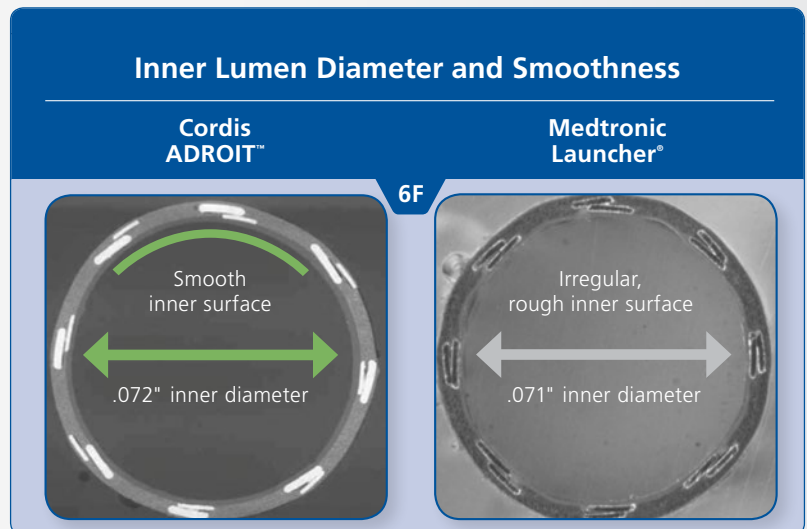 Inner Lumen Diameter and Smoothness
Cordis
ADROIT™
Medtronic
Launcher®
6F
Smooth
inner surface
.072" inner diameter
Irregular,
rough inner surface
.071" inner diameter